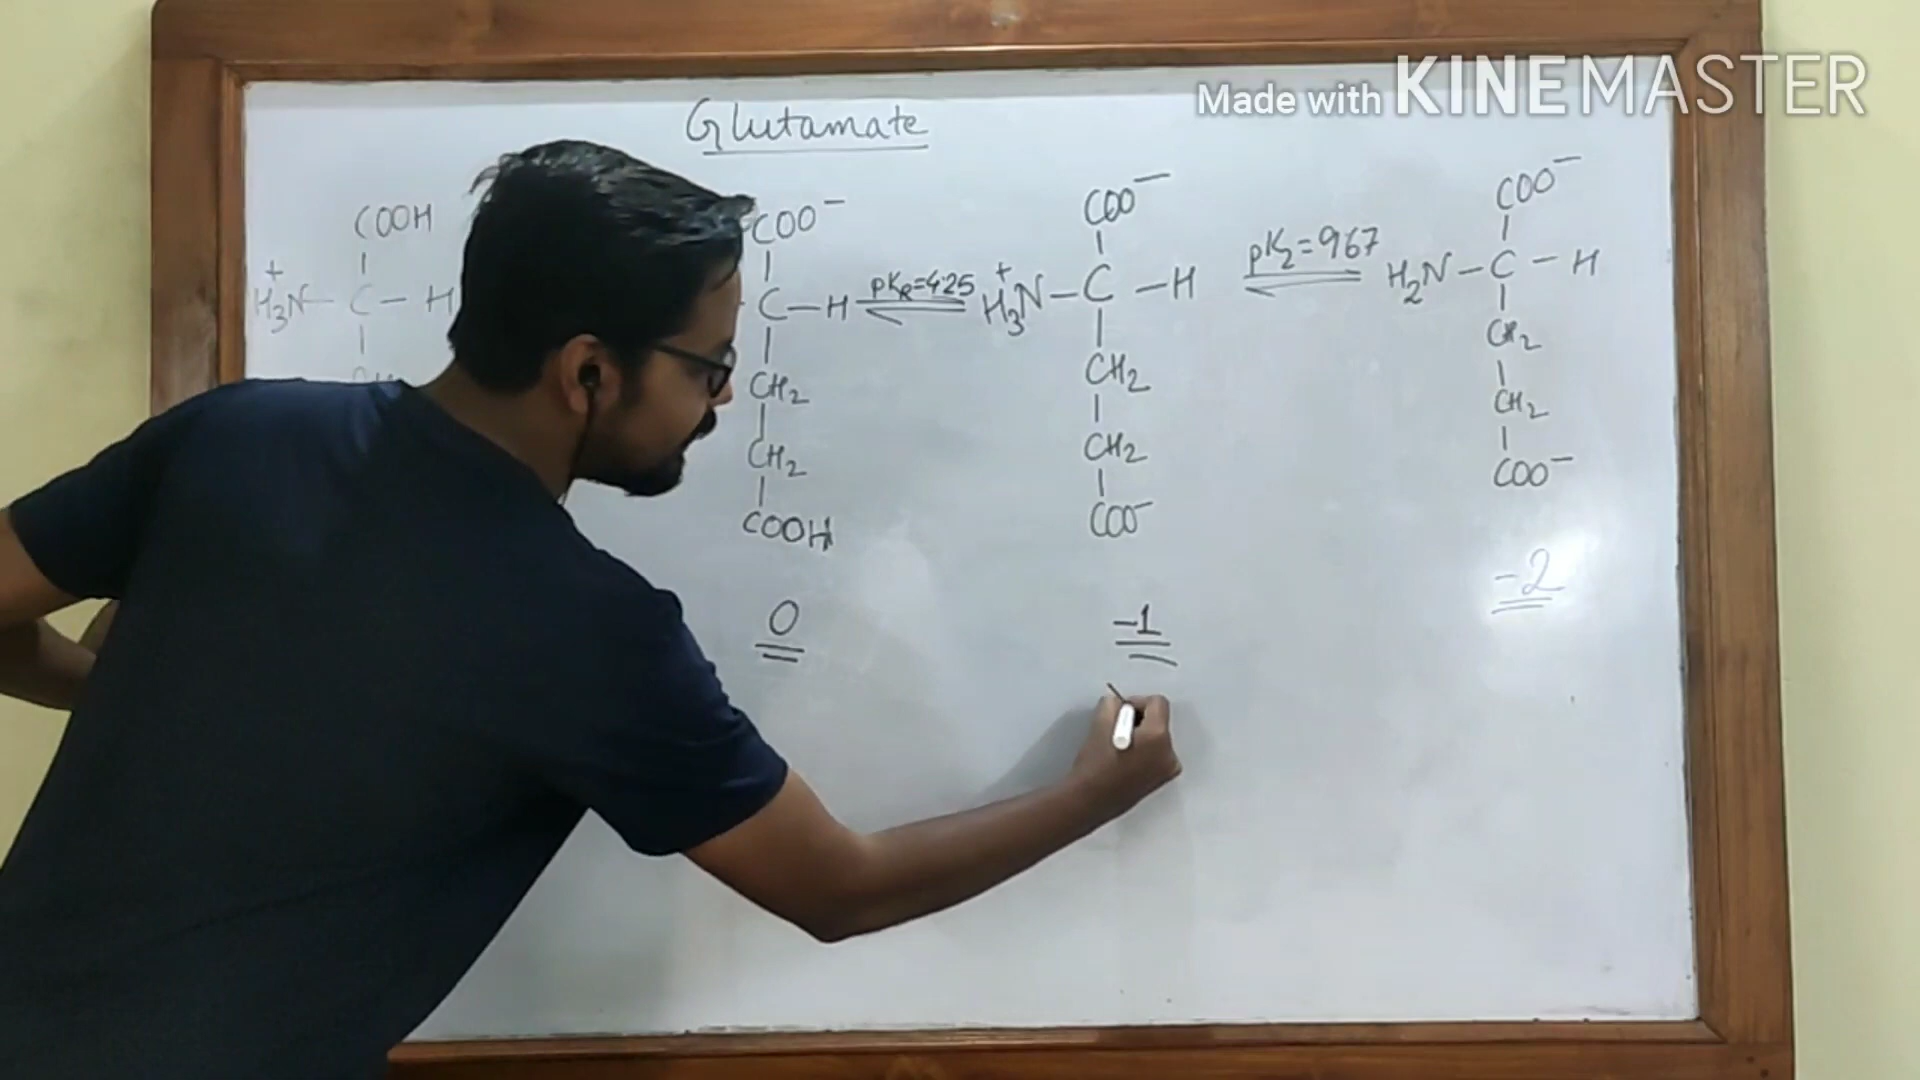 Made with KINEMASTER
Glutamate
COOH
+
H3N – C – H
COO–
C – H
CH2
CH2
COOH
0
pKR=4.25
COO–
+
H3N – C – H
CH2
CH2
COO–
-1
pK2=9.67
COO–
H2N – C – H
CH2
CH2
COO–
-2